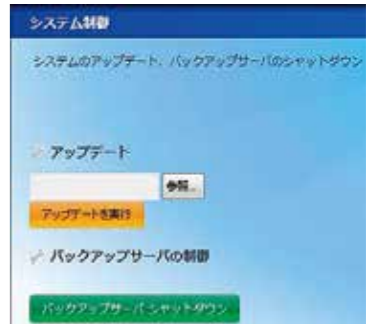 システム制御
システムのアップデート、バックアップサーバのシャットダウン
アップデート
参照...
アップデートを実行
バックアップサーバの制御
バックアップサーバ シャットダウン